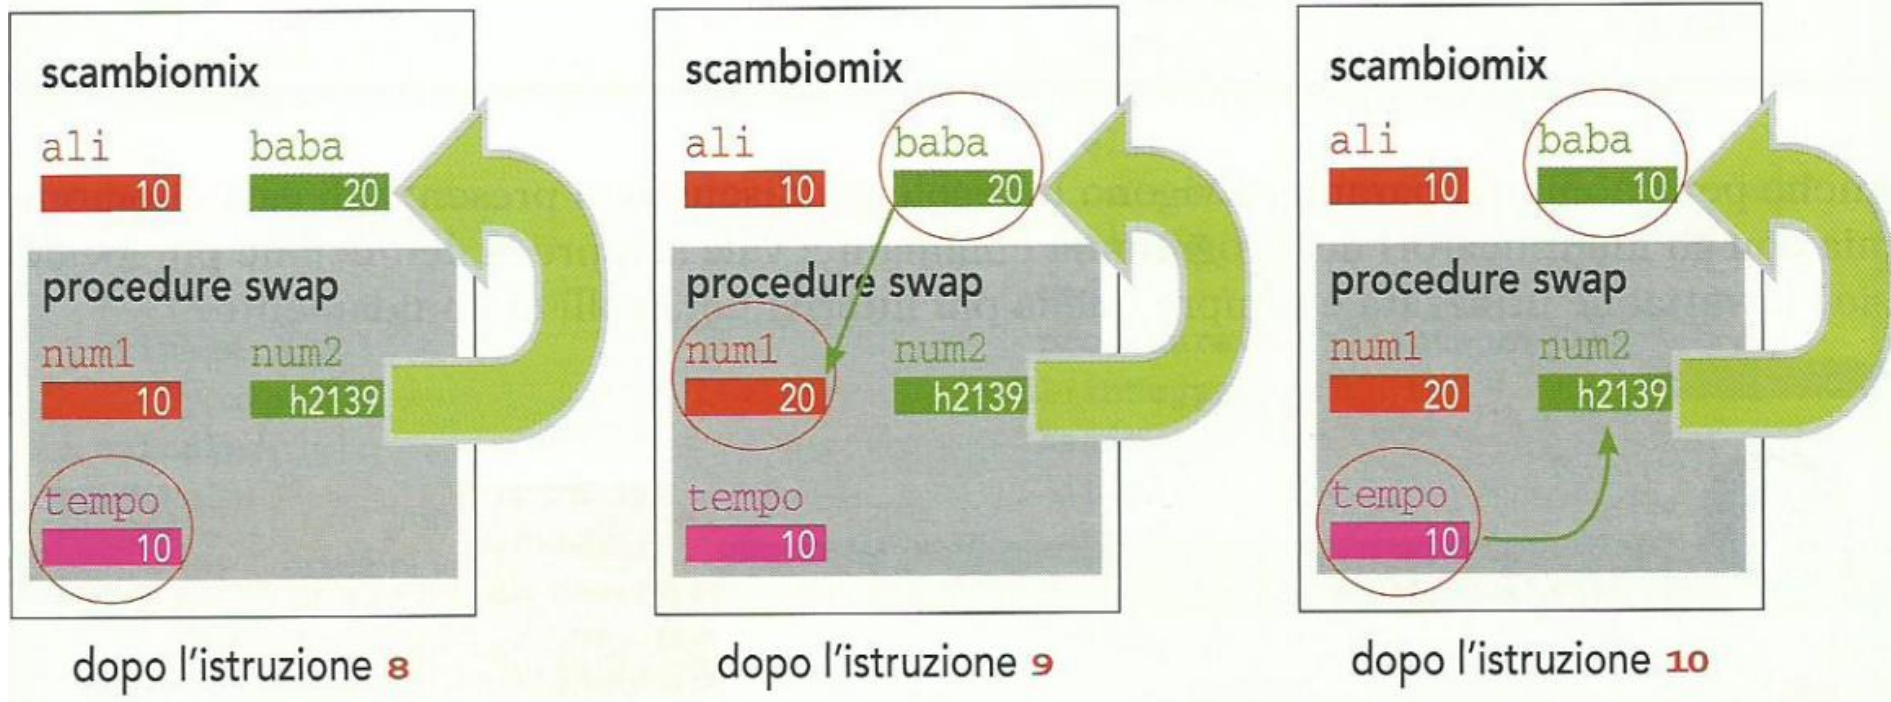 scambiomix
ali baba
10 20
procedure swap
num1 num2
10 h2139
tempo
10
dopo l'istruzione 8
scambiomix
ali baba
10 20
procedure swap
num1 num2
20 h2139
tempo
10
dopo l'istruzione 9
scambiomix
ali baba
10 10
procedure swap
num1 num2
20 h2139
tempo
10
dopo l'istruzione 10